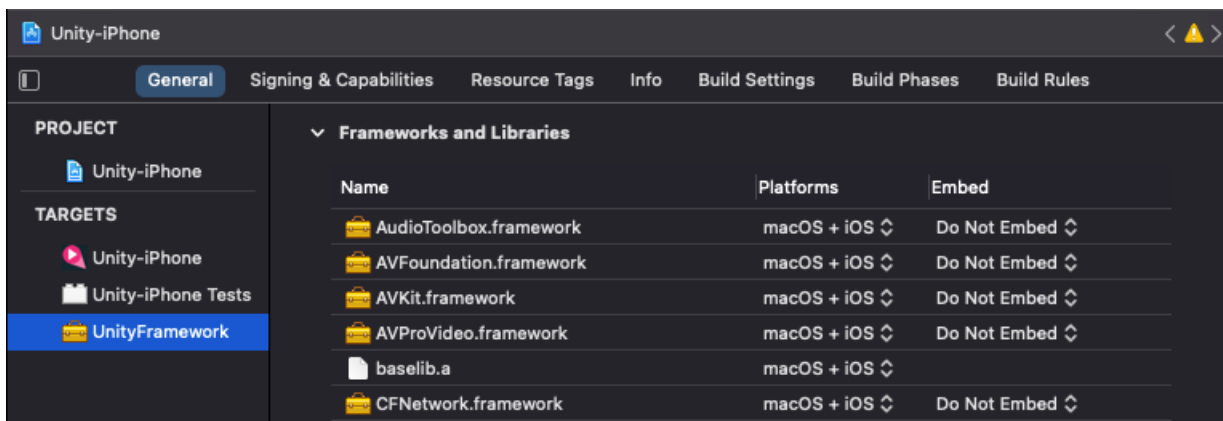 Unity-iPhone
General Signing & Capabilities Resource Tags Info Build Settings Build Phases Build Rules
PROJECT
Unity-iPhone
TARGETS
Unity-iPhone
Unity-iPhone Tests
UnityFramework
Frameworks and Libraries
Name Platforms Embed
AudioToolbox.framework macOS + iOS Do Not Embed
AVFoundation.framework macOS + iOS Do Not Embed
AVKit.framework macOS + iOS Do Not Embed
AVProVideo.framework macOS + iOS Do Not Embed
baselib.a macOS + iOS
CFNetwork.framework macOS + iOS Do Not Embed